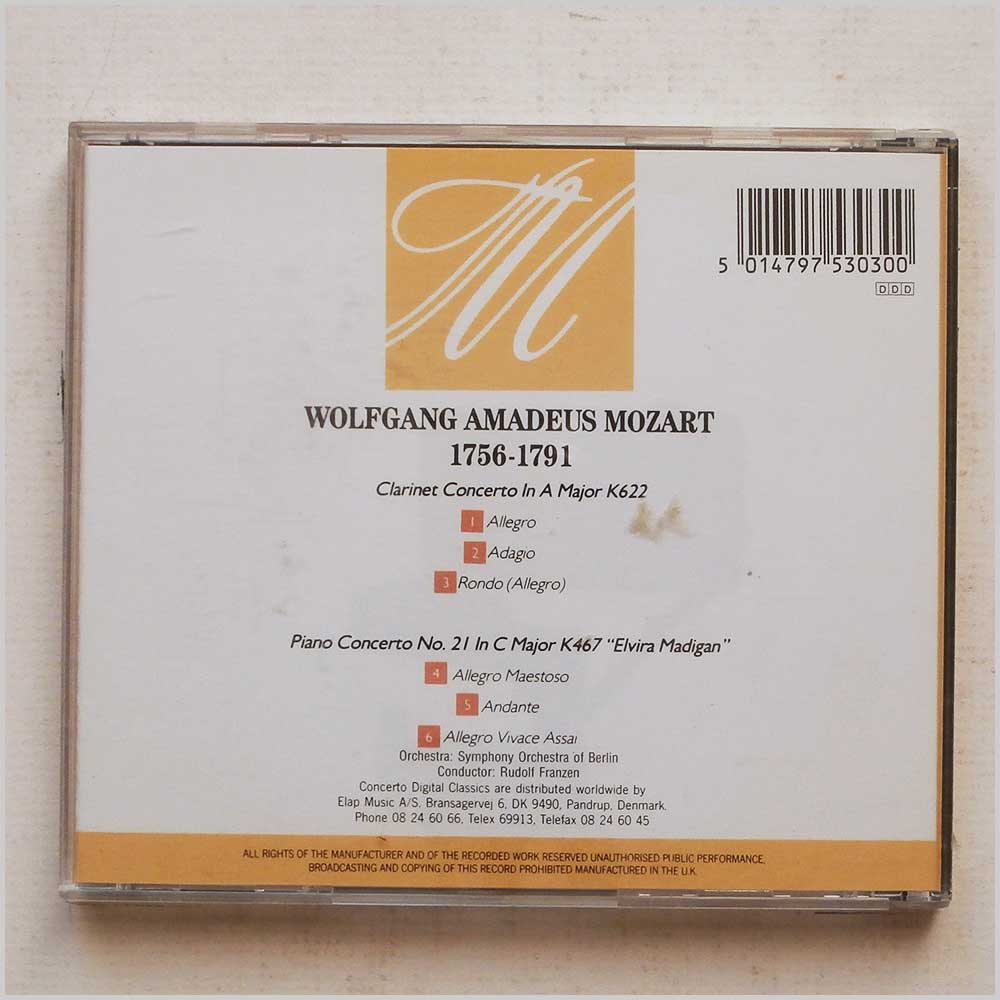 M
5 014797 530300
DDD
WOLFGANG AMADEUS MOZART
1756-1791
Clarinet Concerto In A Major K622
1 Allegro
2 Adagio
3 Rondo (Allegro)
Piano Concerto No. 21 In C Major K467 "Elvira Madigan"
4 Allegro Maestoso
5 Andante
6 Allegro Vivace Assai
Orchestra: Symphony Orchestra of Berlin
Conductor: Rudolf Franzen
Concerto Digital Classics are distributed worldwide by
Elap Music A/S, Bransagervej 6, DK 9490, Pandrup, Denmark.
Phone 08 24 60 66, Telex 69913, Telefax 08 24 60 45
ALL RIGHTS OF THE MANUFACTURER AND OF THE RECORDED WORK RESERVED UNAUTHORISED PUBLIC PERFORMANCE,
BROADCASTING AND COPYING OF THIS RECORD PROHIBITED MANUFACTURED IN THE U.K.